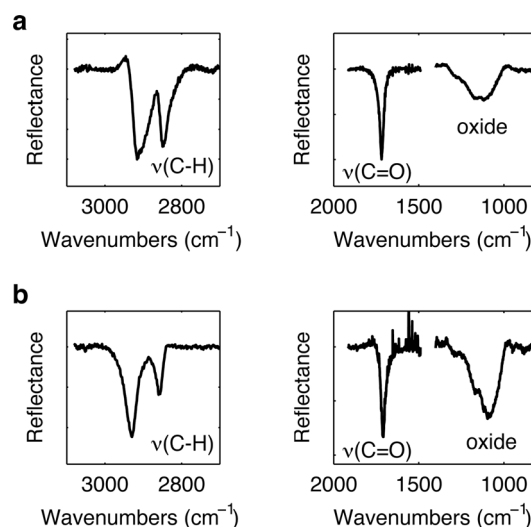 a
Reflectance
ν(C-H)
3000 2800
Wavenumbers (cm⁻¹)
Reflectance
ν(C=O)
oxide
2000 1500 1000
Wavenumbers (cm⁻¹)
b
Reflectance
ν(C-H)
3000 2800
Wavenumbers (cm⁻¹)
Reflectance
ν(C=O)
oxide
2000 1500 1000
Wavenumbers (cm⁻¹)